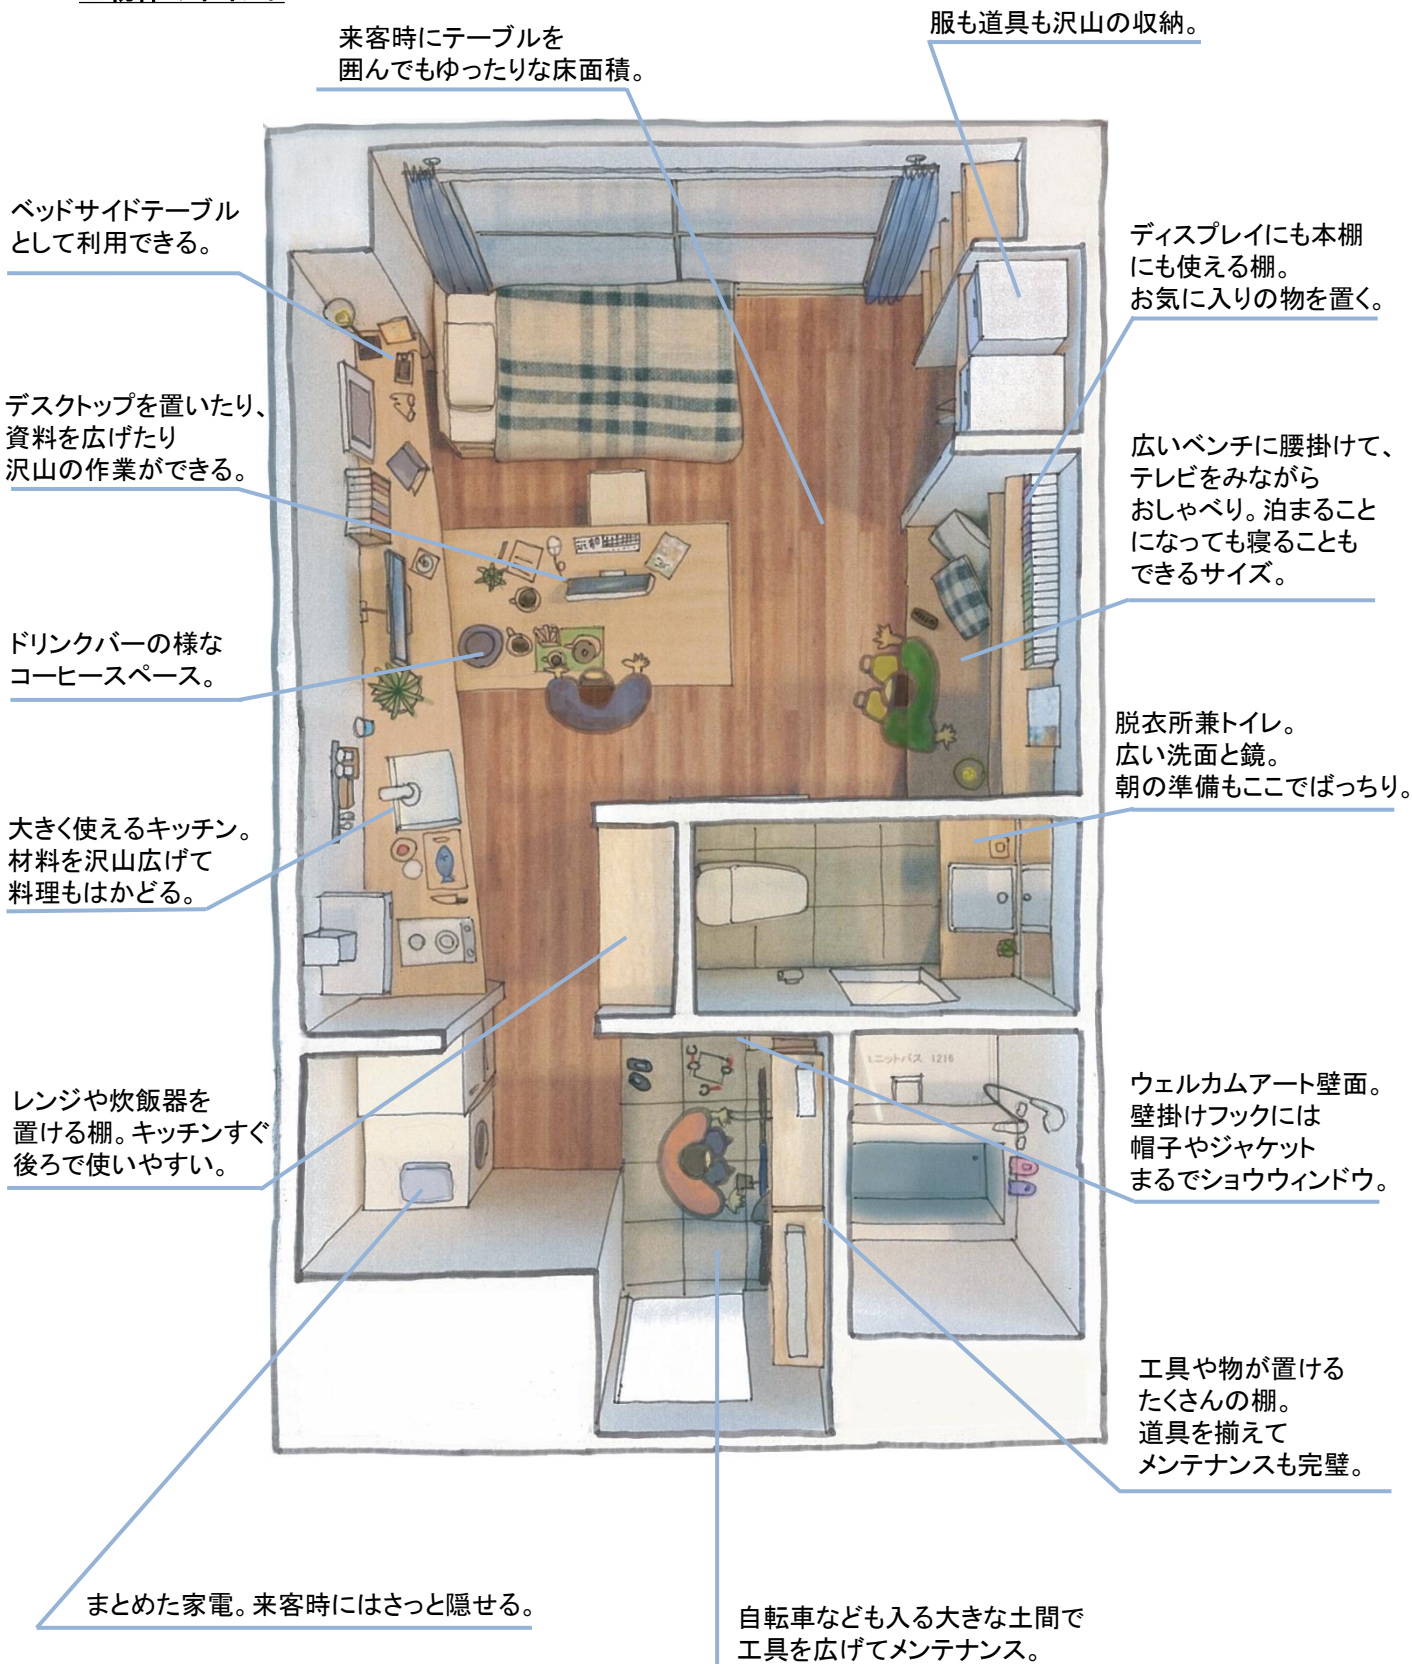 来客時にテーブルを
囲んでもゆったりな床面積。
服も道具も沢山の収納。
ベッドサイドテーブル
として利用できる。
ディスプレイにも本棚
にも使える棚。
お気に入りの物を置く。
デスクトップを置いたり、
資料を広げたり
沢山の作業ができる。
広いベンチに腰掛けて、
テレビをみながら
おしゃべり。泊まること
になっても寝ることも
できるサイズ。
ドリンクバーの様な
コーヒースペース。
脱衣所兼トイレ。
広い洗面と鏡。
朝の準備もここでばっちり。
大きく使えるキッチン。
材料を沢山広げて
料理もはかどる。
ユニットバス 1216
レンジや炊飯器を
置ける棚。キッチンすぐ
後ろで使いやすい。
ウェルカムアート壁面。
壁掛けフックには
帽子やジャケット
まるでショウウィンドウ。
工具や物が置ける
たくさんの棚。
道具を揃えて
メンテナンスも完璧。
まとめた家電。来客時にはさっと隠せる。
自転車なども入る大きな土間で
工具を広げてメンテナンス。